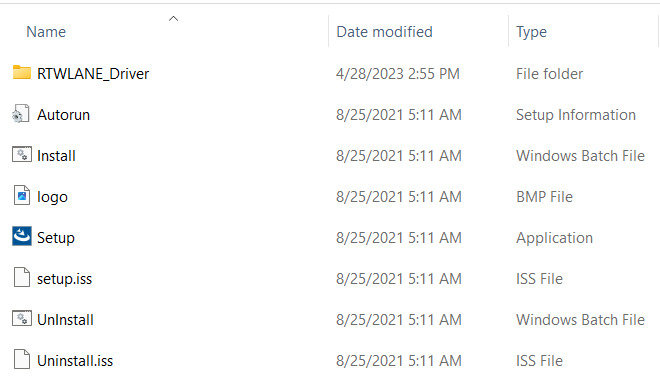 Name Date modified Type
RTWLANE_Driver 4/28/2023 2:55 PM File folder
Autorun 8/25/2021 5:11 AM Setup Information
Install 8/25/2021 5:11 AM Windows Batch File
logo 8/25/2021 5:11 AM BMP File
Setup 8/25/2021 5:11 AM Application
setup.iss 8/25/2021 5:11 AM ISS File
UnInstall 8/25/2021 5:11 AM Windows Batch File
Uninstall.iss 8/25/2021 5:11 AM ISS File